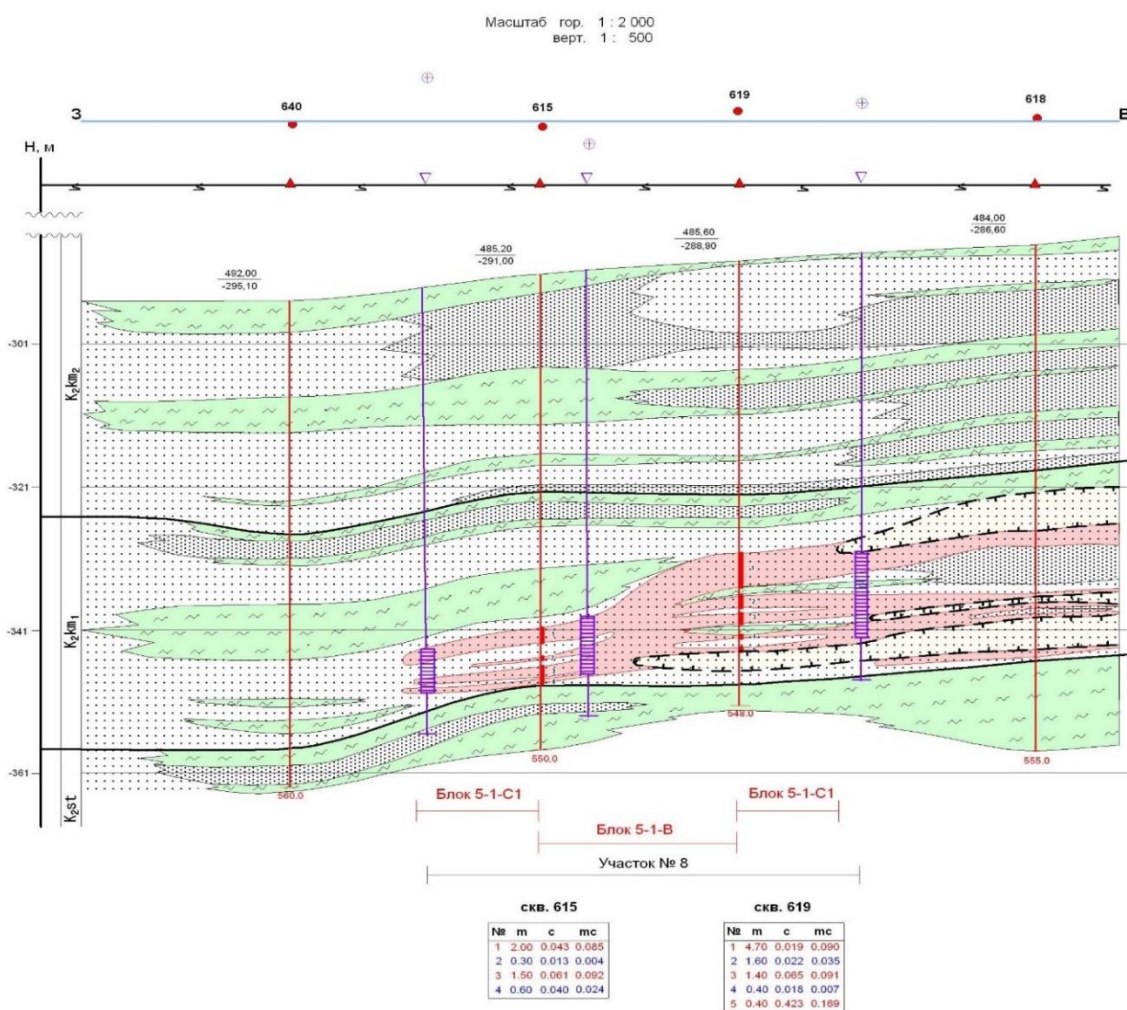 Масштаб гор. 1 : 2 000
верт. 1 : 500
З 640 615 619 618 В
Н, м
484,00
-286,60
485,60
-288,90
485,20
-291,00
492,00
-295,10
-301
K₂km₂
-321
-341
K₂km₁
548.0
550.0
555.0
-361
560.0
K₂st
Блок 5-1-С1 Блок 5-1-С1
Блок 5-1-В
Участок № 8
скв. 615
№ m c mc
1 2.00 0.043 0.085
2 0.30 0.013 0.004
3 1.50 0.061 0.092
4 0.60 0.040 0.024
скв. 619
№ m c mc
1 4.70 0.019 0.090
2 1.60 0.022 0.035
3 1.40 0.065 0.091
4 0.40 0.018 0.007
5 0.40 0.423 0.169